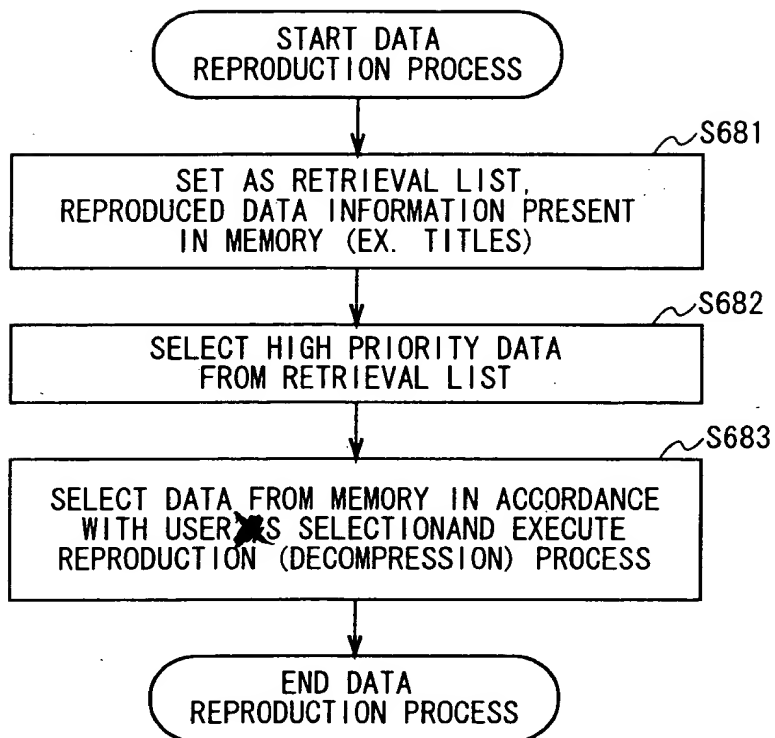 START DATA
REPRODUCTION PROCESS
S681
SET AS RETRIEVAL LIST,
REPRODUCED DATA INFORMATION PRESENT
IN MEMORY (EX. TITLES)
S682
SELECT HIGH PRIORITY DATA
FROM RETRIEVAL LIST
S683
SELECT DATA FROM MEMORY IN ACCORDANCE
WITH USER S SELECTIONAND EXECUTE
REPRODUCTION (DECOMPRESSION) PROCESS
END DATA
REPRODUCTION PROCESS